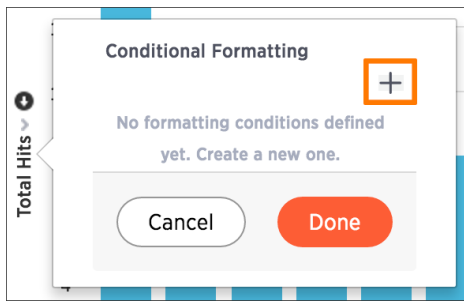 Conditional Formatting
No formatting conditions defined
yet. Create a new one.
Cancel
Done
Total Hits